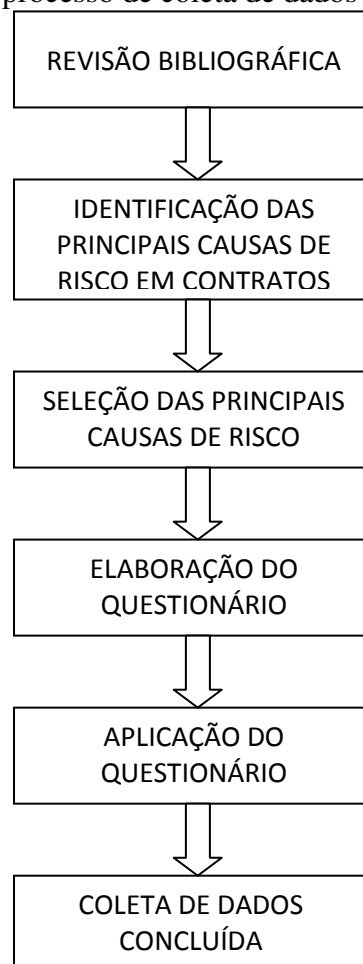 processo de coleta de dados
REVISÃO BIBLIOGRÁFICA
IDENTIFICAÇÃO DAS
PRINCIPAIS CAUSAS DE
RISCO EM CONTRATOS
SELEÇÃO DAS PRINCIPAIS
CAUSAS DE RISCO
ELABORAÇÃO DO
QUESTIONÁRIO
APLICAÇÃO DO
QUESTIONÁRIO
COLETA DE DADOS
CONCLUÍDA